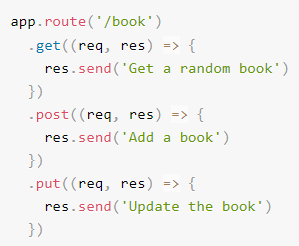 app.route('/book')
  .get((req, res) => {
    res.send('Get a random book')
  })
  .post((req, res) => {
    res.send('Add a book')
  })
  .put((req, res) => {
    res.send('Update the book')
  })